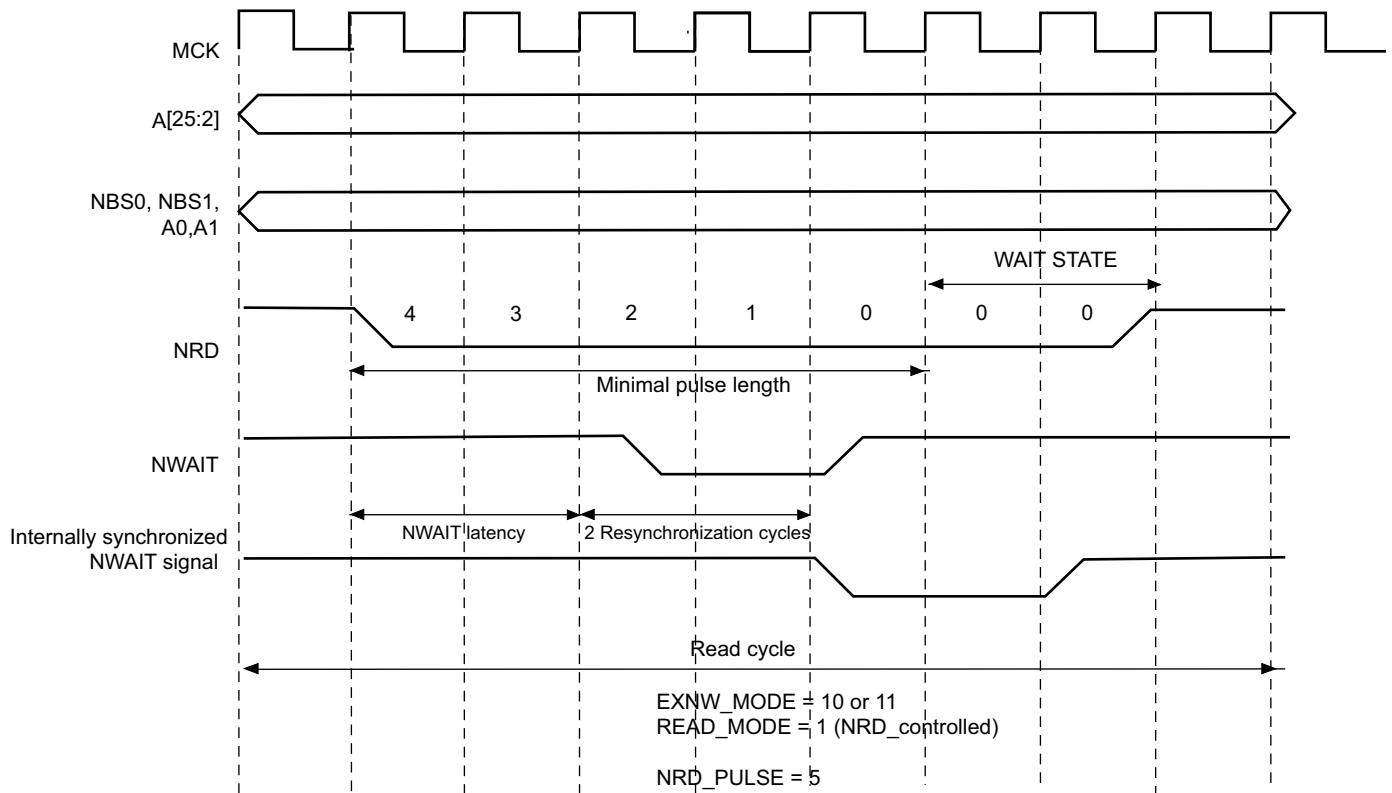 MCK
A[25:2]
NBS0, NBS1,
A0,A1
WAIT STATE
4 3 2 1 0 0 0
NRD
Minimal pulse length
NWAIT
NWAIT latency
2 Resynchronization cycles
Internally synchronized
NWAIT signal
Read cycle
EXNW_MODE = 10 or 11
READ_MODE = 1 (NRD_controlled)
NRD_PULSE = 5